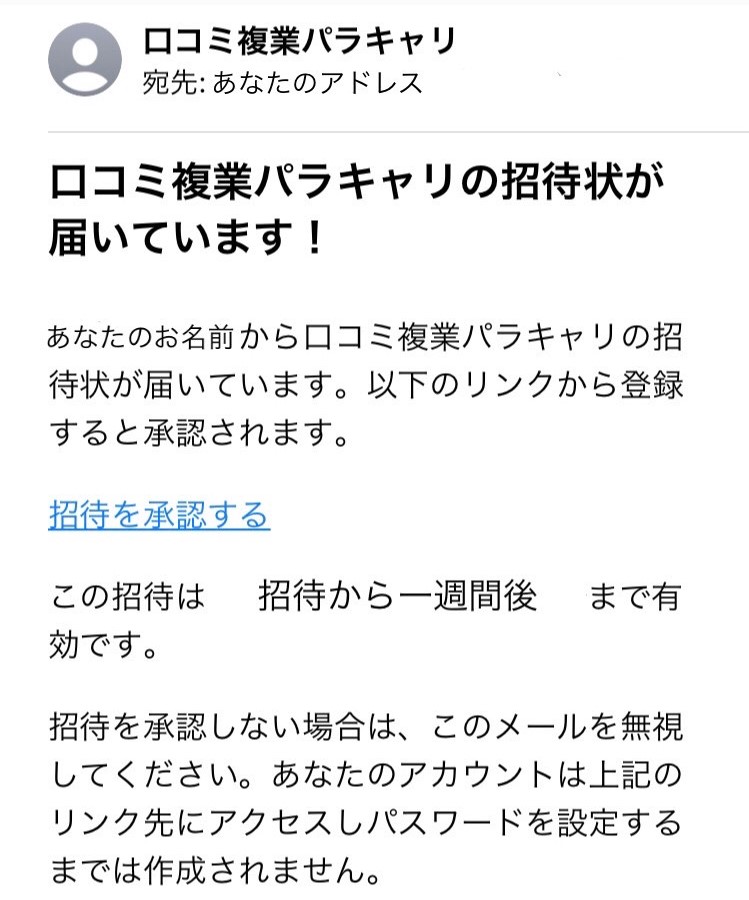 口コミ複業パラキャリ
宛先: あなたのアドレス
口コミ複業パラキャリの招待状が
届いています！
あなたのお名前から口コミ複業パラキャリの招
待状が届いています。以下のリンクから登録
すると承認されます。
招待を承認する
この招待は 招待から一週間後 まで有
効です。
招待を承認しない場合は、このメールを無視
してください。あなたのアカウントは上記の
リンク先にアクセスしパスワードを設定する
までは作成されません。